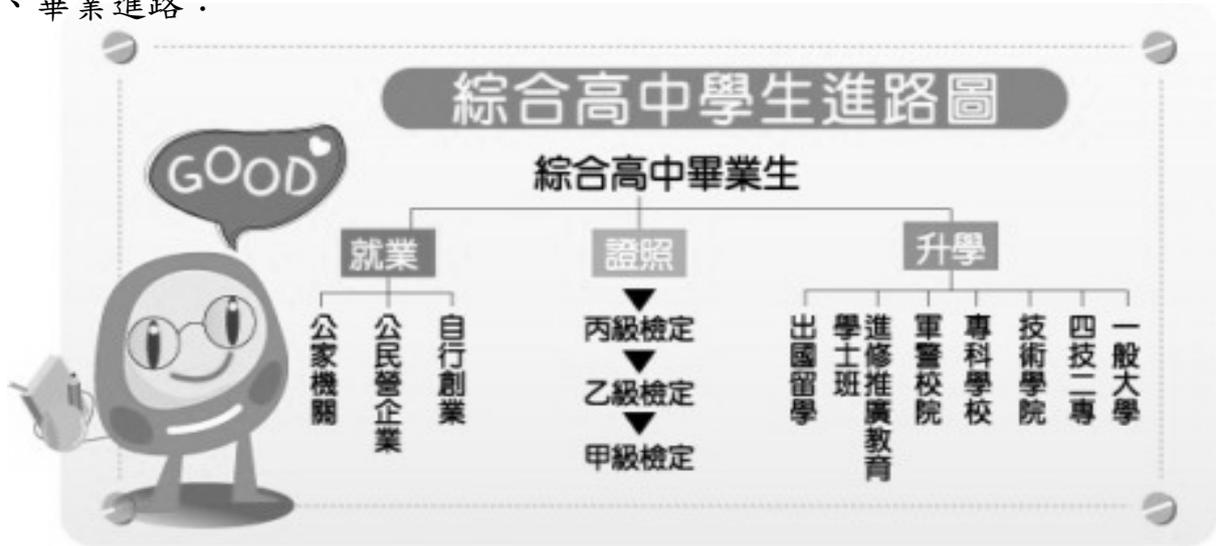 、畢業進路：
綜合高中學生進路圖
GOOD
綜合高中畢業生
就業
證照
升學
公家機關
公民營企業
自行創業
丙級檢定
乙級檢定
甲級檢定
出國留學
進修推廣教育
學士班
軍警校院
專科學校
技術學院
四技二專
一般大學